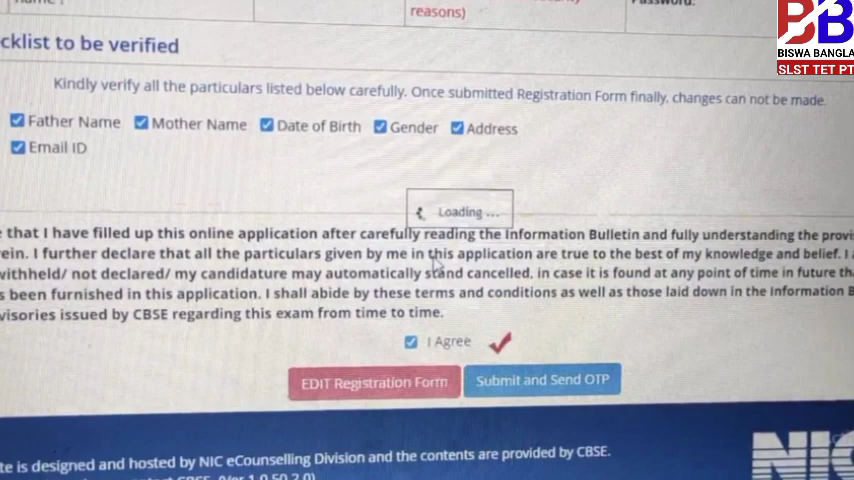 reasons)
cklist to be verified
Kindly verify all the particulars listed below carefully. Once submitted Registration Form finally, changes can not be made.
Father Name Mother Name Date of Birth Gender Address
Email ID
Loading ...
e that I have filled up this online application after carefully reading the Information Bulletin and fully understanding the provi
rein. I further declare that all the particulars given by me in this application are true to the best of my knowledge and belief. I
withheld/ not declared/ my candidature may automatically stand cancelled, in case it is found at any point of time in future tha
s been furnished in this application. I shall abide by these terms and conditions as well as those laid down in the Information B
visories issued by CBSE regarding this exam from time to time.
I Agree
EDIT Registration Form Submit and Send OTP
te is designed and hosted by NIC eCounselling Division and the contents are provided by CBSE.
NIC
BB
BISWA BANGLA
SLST TET PT